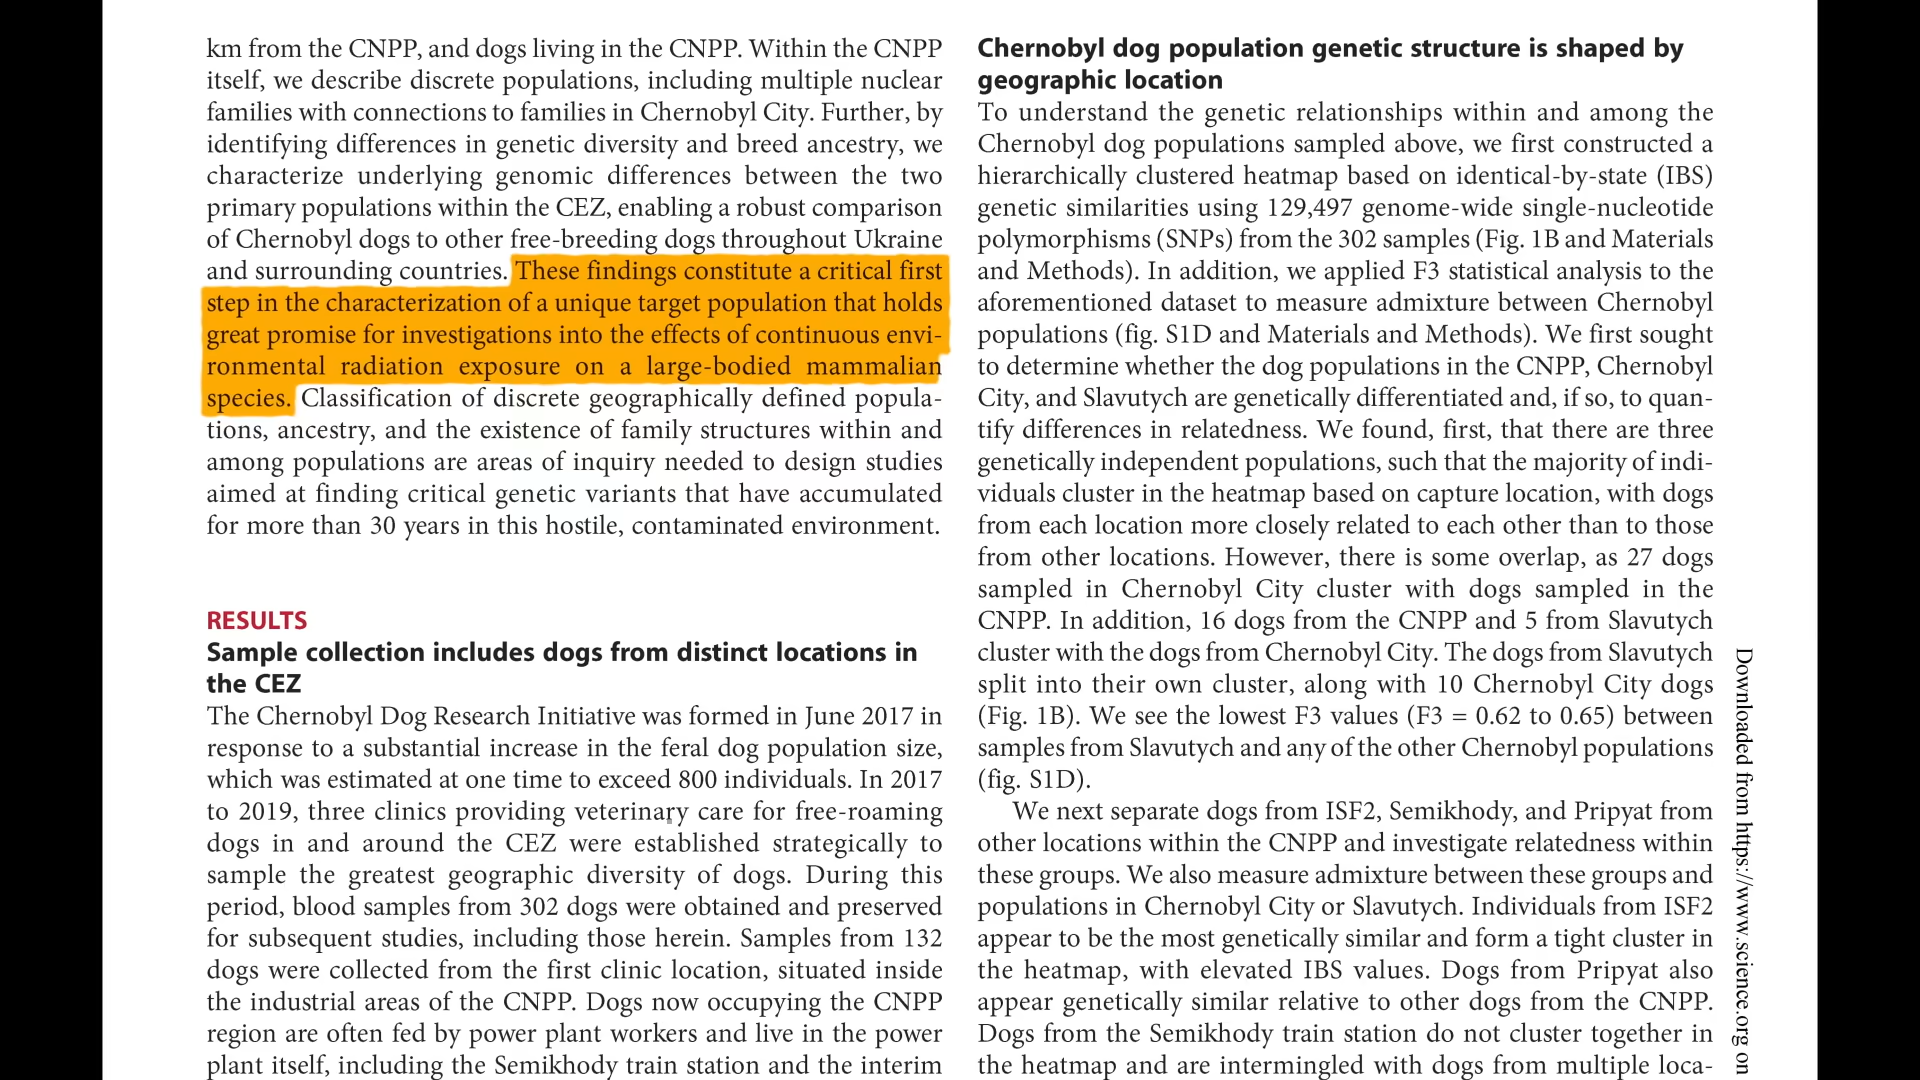 km from the CNPP, and dogs living in the CNPP. Within the CNPP
itself, we describe discrete populations, including multiple nuclear
families with connections to families in Chernobyl City. Further, by
identifying differences in genetic diversity and breed ancestry, we
characterize underlying genomic differences between the two
primary populations within the CEZ, enabling a robust comparison
of Chernobyl dogs to other free-breeding dogs throughout Ukraine
and surrounding countries. These findings constitute a critical first
step in the characterization of a unique target population that holds
great promise for investigations into the effects of continuous envi-
ronmental radiation exposure on a large-bodied mammalian
species. Classification of discrete geographically defined popula-
tions, ancestry, and the existence of family structures within and
among populations are areas of inquiry needed to design studies
aimed at finding critical genetic variants that have accumulated
for more than 30 years in this hostile, contaminated environment.
RESULTS
Sample collection includes dogs from distinct locations in
the CEZ
The Chernobyl Dog Research Initiative was formed in June 2017 in
response to a substantial increase in the feral dog population size,
which was estimated at one time to exceed 800 individuals. In 2017
to 2019, three clinics providing veterinary care for free-roaming
dogs in and around the CEZ were established strategically to
sample the greatest geographic diversity of dogs. During this
period, blood samples from 302 dogs were obtained and preserved
for subsequent studies, including those herein. Samples from 132
dogs were collected from the first clinic location, situated inside
the industrial areas of the CNPP. Dogs now occupying the CNPP
region are often fed by power plant workers and live in the power
plant itself, including the Semikhody train station and the interim
Chernobyl dog population genetic structure is shaped by
geographic location
To understand the genetic relationships within and among the
Chernobyl dog populations sampled above, we first constructed a
hierarchically clustered heatmap based on identical-by-state (IBS)
genetic similarities using 129,497 genome-wide single-nucleotide
polymorphisms (SNPs) from the 302 samples (Fig. 1B and Materials
and Methods). In addition, we applied F3 statistical analysis to the
aforementioned dataset to measure admixture between Chernobyl
populations (fig. S1D and Materials and Methods). We first sought
to determine whether the dog populations in the CNPP, Chernobyl
City, and Slavutych are genetically differentiated and, if so, to quan-
tify differences in relatedness. We found, first, that there are three
genetically independent populations, such that the majority of indi-
viduals cluster in the heatmap based on capture location, with dogs
from each location more closely related to each other than to those
from other locations. However, there is some overlap, as 27 dogs
sampled in Chernobyl City cluster with dogs sampled in the
CNPP. In addition, 16 dogs from the CNPP and 5 from Slavutych
cluster with the dogs from Chernobyl City. The dogs from Slavutych
split into their own cluster, along with 10 Chernobyl City dogs
(Fig. 1B). We see the lowest F3 values (F3 = 0.62 to 0.65) between
samples from Slavutych and any of the other Chernobyl populations
(fig. S1D).
We next separate dogs from ISF2, Semikhody, and Pripyat from
other locations within the CNPP and investigate relatedness within
these groups. We also measure admixture between these groups and
populations in Chernobyl City or Slavutych. Individuals from ISF2
appear to be the most genetically similar and form a tight cluster in
the heatmap, with elevated IBS values. Dogs from Pripyat also
appear genetically similar relative to other dogs from the CNPP.
Dogs from the Semikhody train station do not cluster together in
the heatmap and are intermingled with dogs from multiple loca-
Downloaded from https://www.science.org on